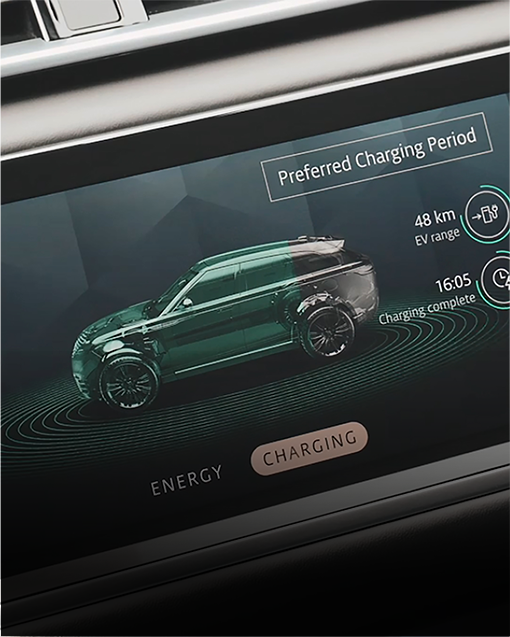 Preferred Charging Period
48 km
EV range
16:05
Charging complete
ENERGY
CHARGING